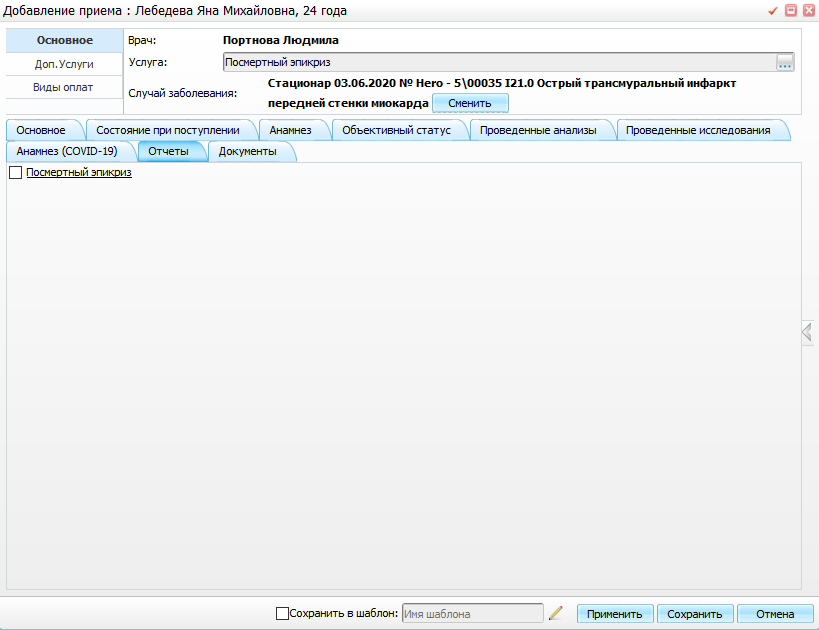 Добавление приема : Лебедева Яна Михайловна, 24 года
Основное
Доп.Услуги
Виды оплат
Врач: Портнова Людмила
Услуга: Посмертный эпикриз ...
Случай заболевания: Стационар 03.06.2020 № Hero - 5\00035 I21.0 Острый трансмуральный инфаркт
передней стенки миокарда Сменить
Основное Состояние при поступлении Анамнез Объективный статус Проведенные анализы Проведенные исследования
Анамнез (COVID-19) Отчеты Документы
Посмертный эпикриз
Сохранить в шаблон: Имя шаблона Применить Сохранить Отмена